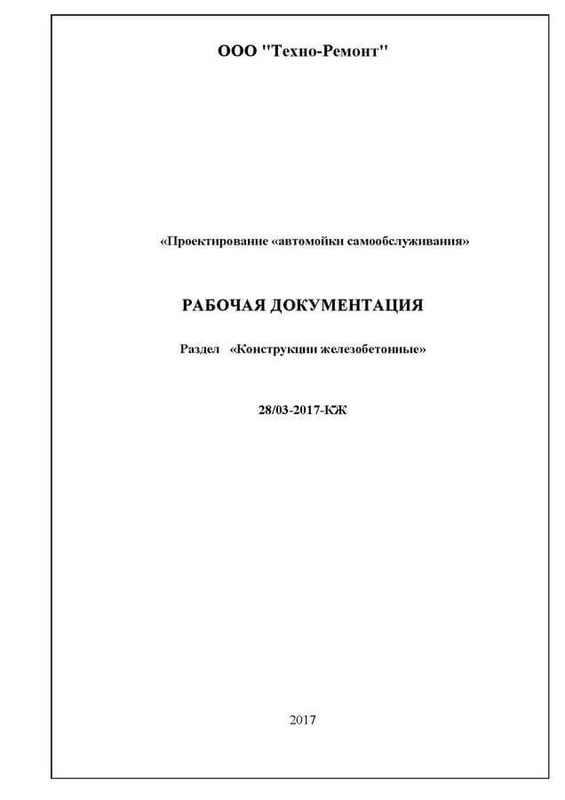 ООО "Техно-Ремонт"
«Проектирование «автомойки самообслуживания»
РАБОЧАЯ ДОКУМЕНТАЦИЯ
Раздел «Конструкции железобетонные»
28/03-2017-КЖ
2017